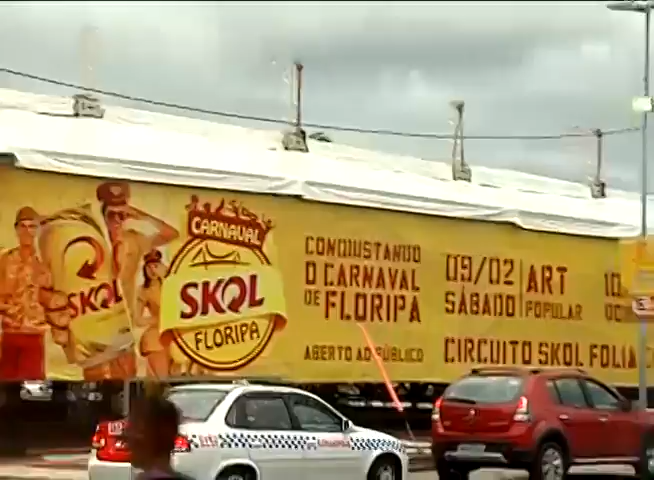 CARNAVAL
SKOL
FLORIPA
SKOL
CONQUISTANDO
O CARNAVAL
DE FLORIPA
ABERTO AO PÚBLICO
09/02
SÁBADO
ART
POPULAR
CIRCUITO SKOL FOLIA